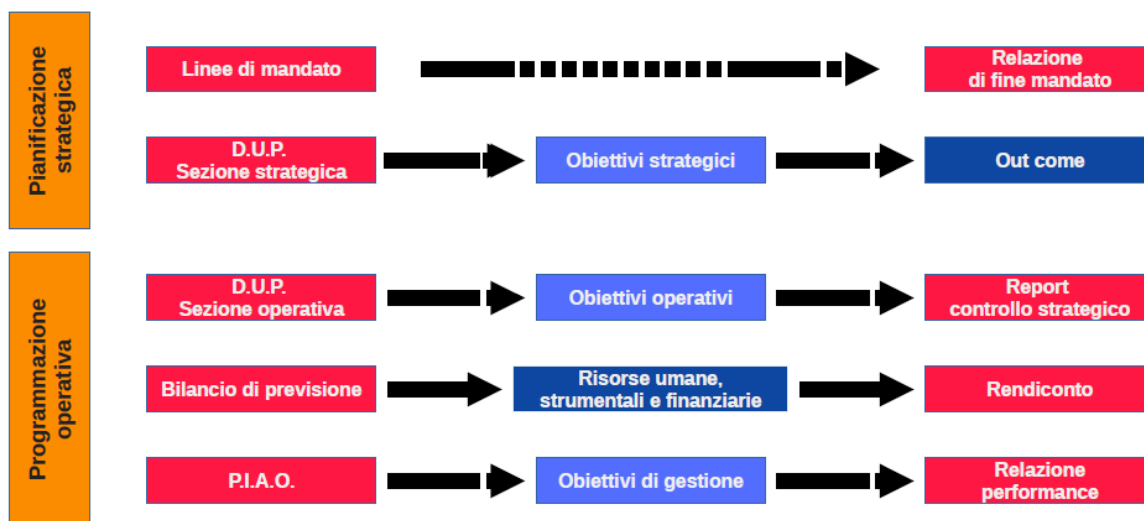 Pianificazione
strategica
Linee di mandato
Relazione
di fine mandato
D.U.P.
Sezione strategica
Obiettivi strategici
Out come
Programmazione
operativa
D.U.P.
Sezione operativa
Obiettivi operativi
Report
controllo strategico
Bilancio di previsione
Risorse umane,
strumentali e finanziarie
Rendiconto
P.I.A.O.
Obiettivi di gestione
Relazione
performance